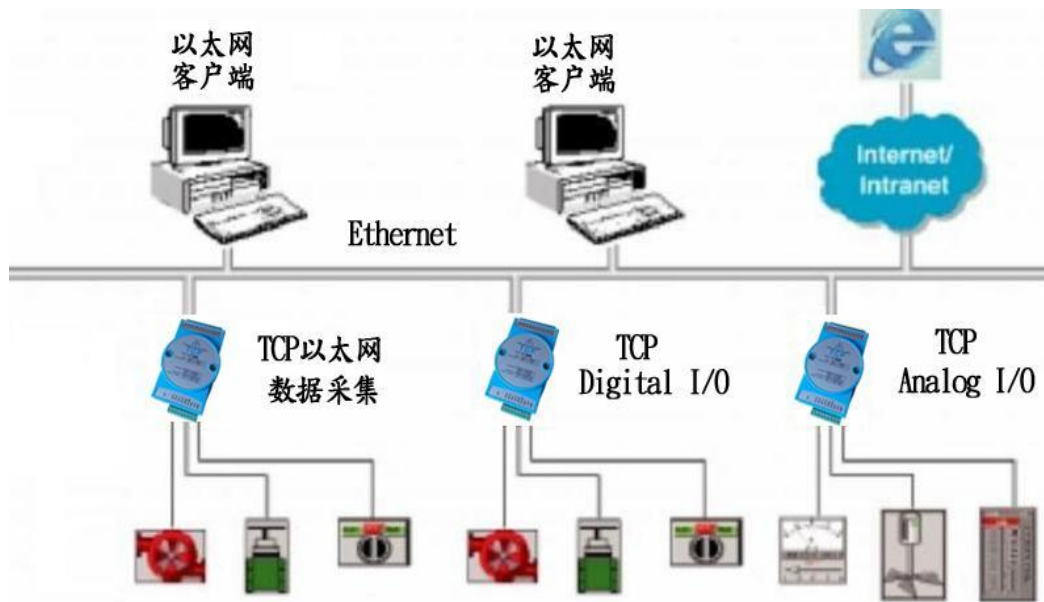 以太网
客户端
以太网
客户端
Internet/
Intranet
Ethernet
TCP以太网
数据采集
TCP
Digital I/O
TCP
Analog I/O